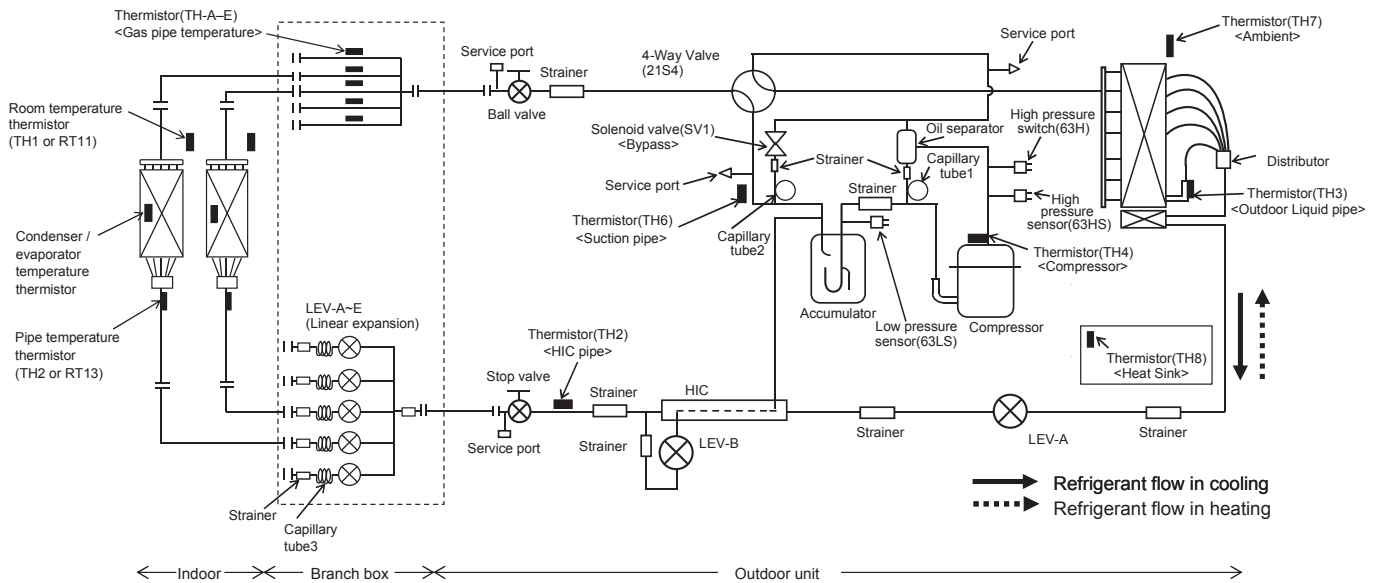 Thermistor(TH-A–E)
<Gas pipe temperature>
Service port
Strainer
Ball valve
4-Way Valve
(21S4)
Service port
Thermistor(TH7)
<Ambient>
Room temperature
thermistor
(TH1 or RT11)
Solenoid valve(SV1)
<Bypass>
Oil separator
High pressure
switch(63H)
Strainer
Capillary
tube1
Distributor
Service port
Strainer
High
pressure
sensor(63HS)
Thermistor(TH3)
<Outdoor Liquid pipe>
Thermistor(TH6)
<Suction pipe>
Capillary
tube2
Thermistor(TH4)
<Compressor>
Condenser /
evaporator
temperature
thermistor
Accumulator
Low pressure
sensor(63LS)
Compressor
LEV-A~E
(Linear expansion)
Pipe temperature
thermistor
(TH2 or RT13)
Thermistor(TH2)
<HIC pipe>
Thermistor(TH8)
<Heat Sink>
Stop valve
Strainer
HIC
Service port
Strainer
LEV-B
Strainer
LEV-A
Strainer
Refrigerant flow in cooling
Refrigerant flow in heating
Strainer
Capillary
tube3
Indoor
Branch box
Outdoor unit